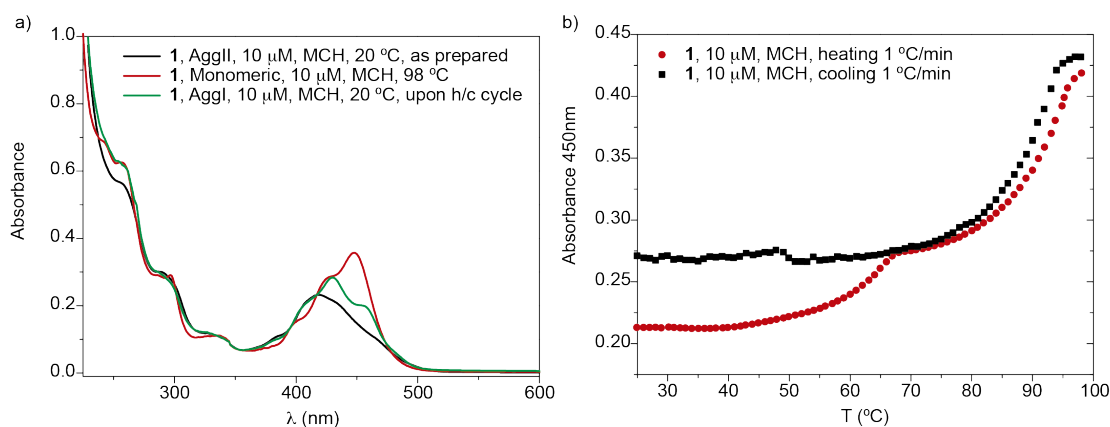 a)
1, AggII, 10 μM, MCH, 20 ºC, as prepared
1, Monomeric, 10 μM, MCH, 98 ºC
1, AggI, 10 μM, MCH, 20 ºC, upon h/c cycle
Absorbance
1.0
0.8
0.6
0.4
0.2
0.0
300 400 500 600
λ (nm)
b)
1, 10 μM, MCH, heating 1 ºC/min
1, 10 μM, MCH, cooling 1 ºC/min
Absorbance 450nm
0.45
0.40
0.35
0.30
0.25
0.20
30 40 50 60 70 80 90 100
T (ºC)